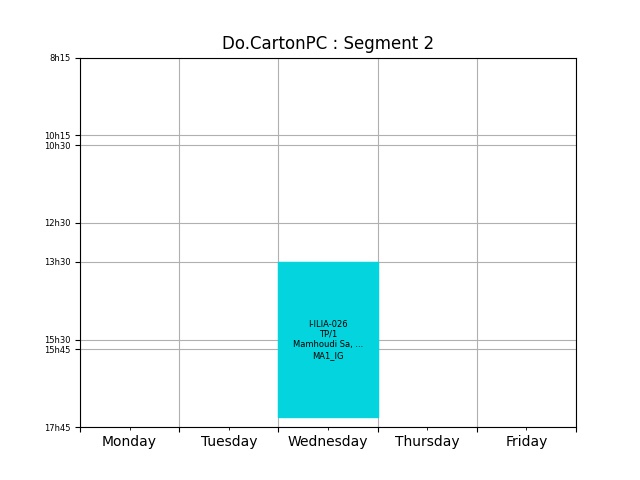 Do.CartonPC : Segment 2
8h15
10h15
10h30
12h30
13h30
15h30
15h45
17h45
I-ILIA-026
TP/1
Mamhoudi Sa, ...
MA1_IG
Monday Tuesday Wednesday Thursday Friday